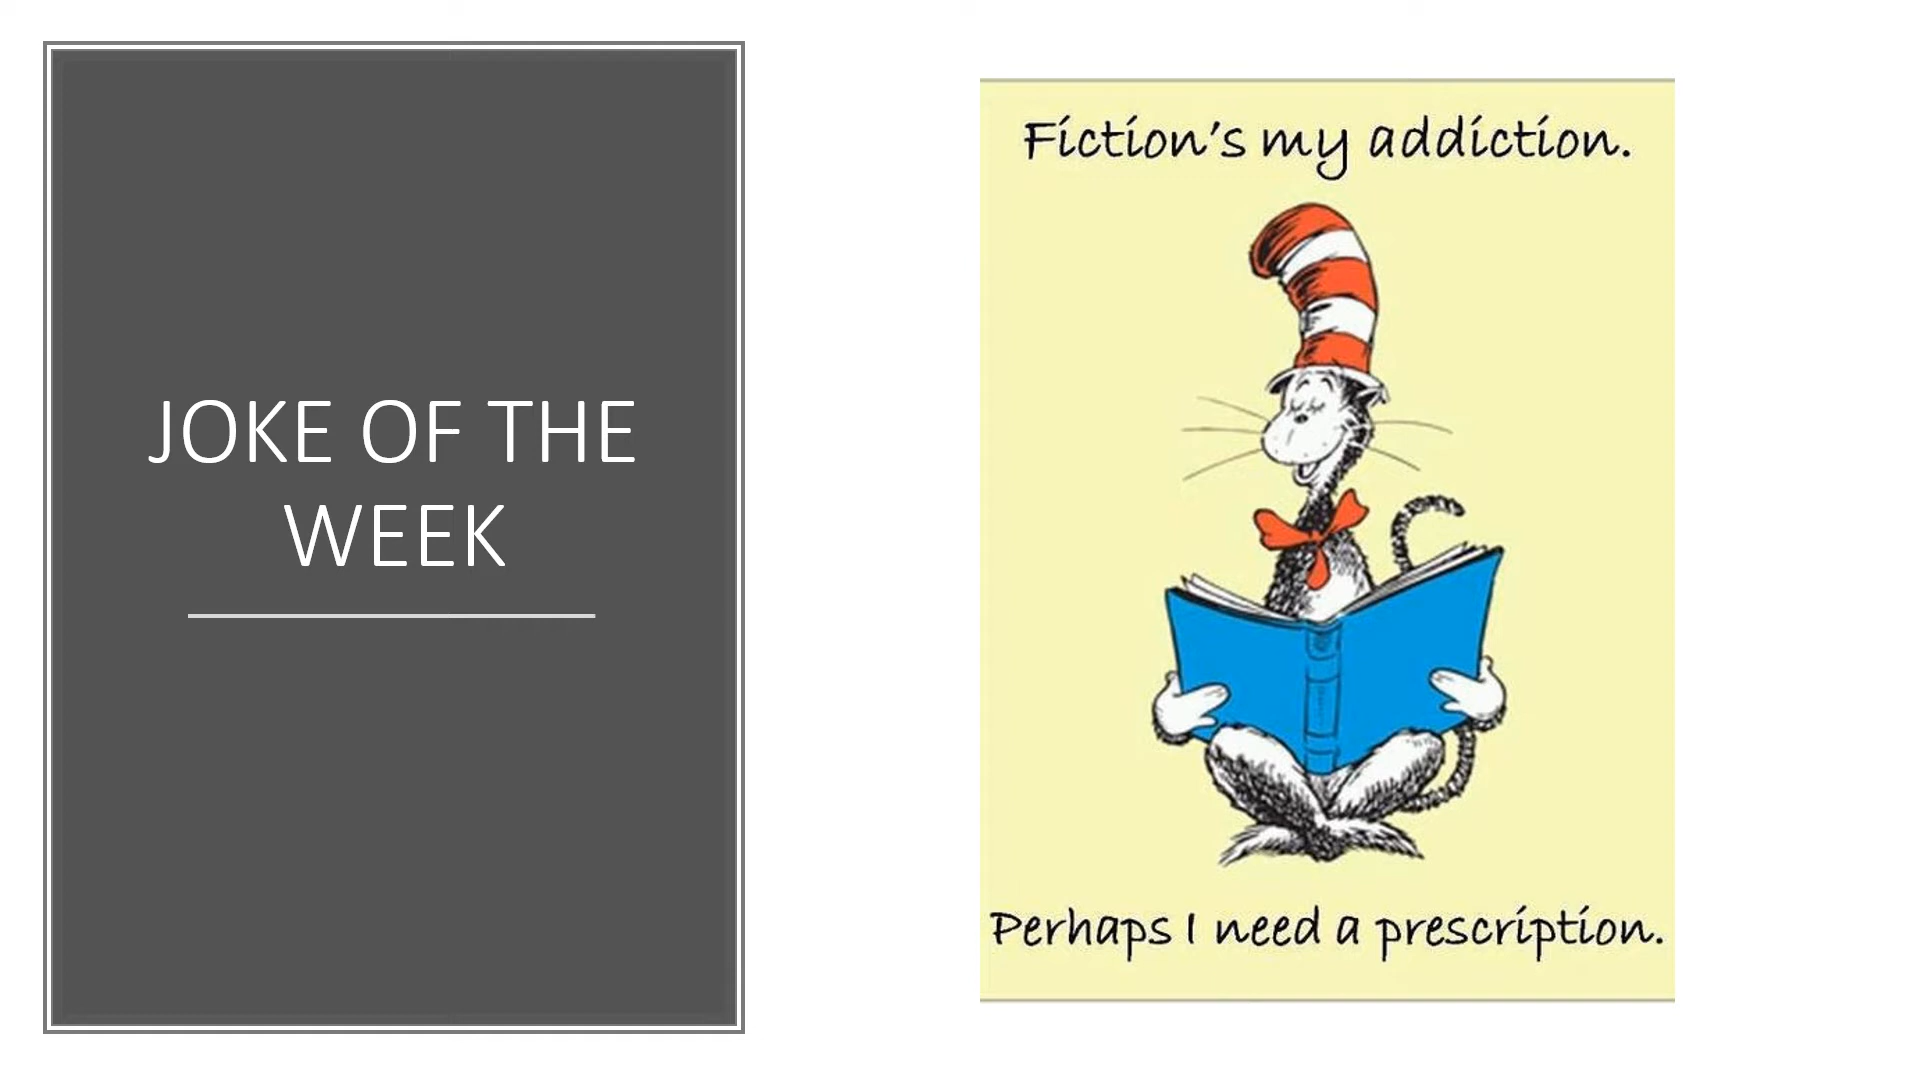 JOKE OF THE
WEEK
Fiction's my addiction.
Perhaps I need a prescription.